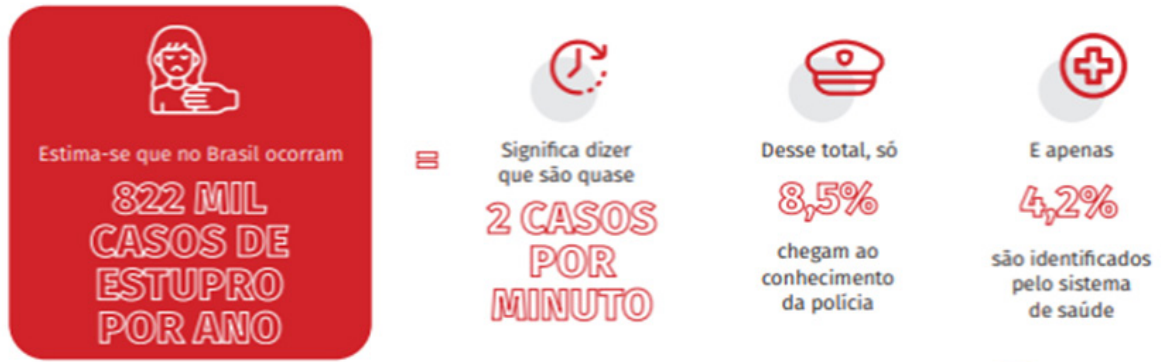 Estima-se que no Brasil ocorram
822 MIL
CASOS DE
ESTUPRO
POR ANO
=
Significa dizer
que são quase
2 CASOS
POR
MINUTO
Desse total, só
8,5%
chegam ao
conhecimento
da polícia
E apenas
4,2%
são identificados
pelo sistema
de saúde